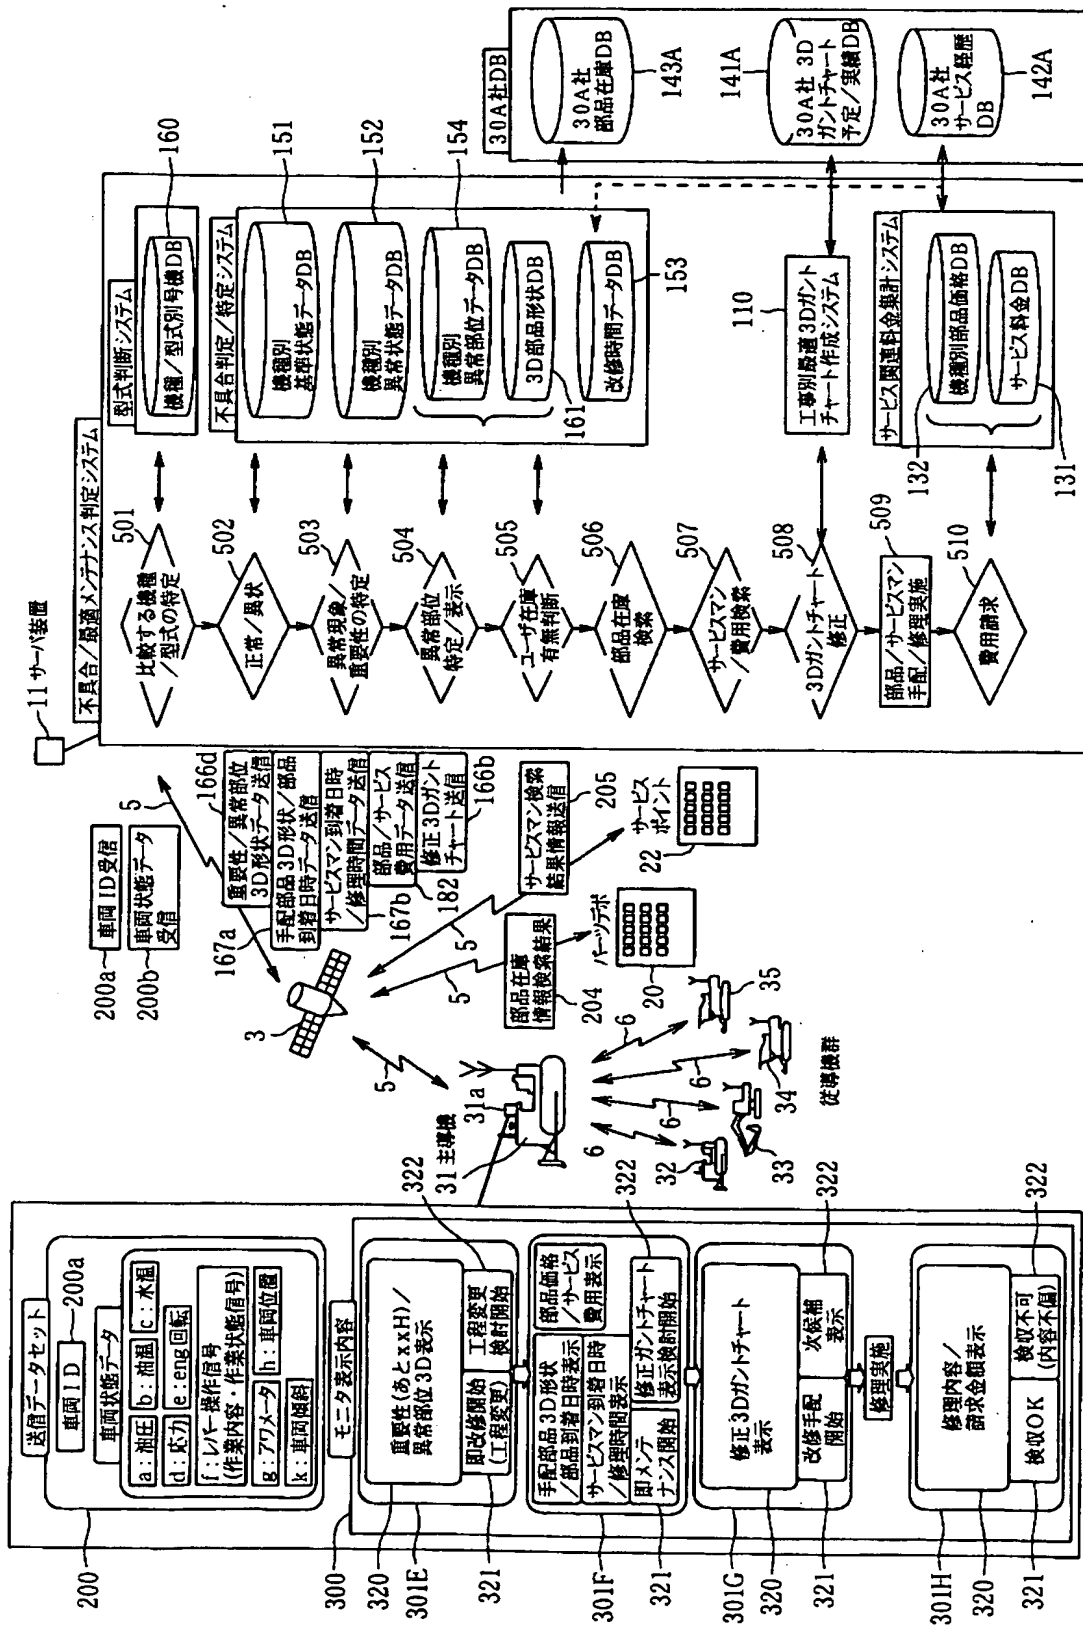 11 サーバ装置
不具合/最適メンテナンス判定システム
501
比較する機種
/型式の特定
502
正常/異状
503
異常現象/
重要性の特定
504
異常部位
特定/表示
505
ユーザ在庫
有無判断
506
部品在庫
検索
507
サービスマン
/費用検索
508
3Dガントチャート
修正
509
部品/サービスマン
手配/修理実施
510
費用請求
型式判断システム
160
機種/型式別号機DB
不具合判定/特定システム
151
機種別
基準状態データDB
152
機種別
異常状態データDB
154
機種別
異常部位データDB
3D部品形状DB
161
改修時間データDB
153
110
工事別最適3Dガント
チャート作成システム
サービス関連料金集計システム
132
機種別部品価格DB
サービス料金DB
131
30A社DB
30A社
部品在庫DB
143A
30A社 3D
ガントチャート
予定/実績DB
141A
30A社
サービス経歴
DB
142A
200a
車両ID受信
200b
車両状態データ
受信
5
166d
重要性/異常部位
3D形状データ送信
167a
手配部品3D形状/部品
到着日時データ送信
サービスマン到着日時
/修理時間データ送信
167b
部品/サービス
費用データ送信
182
修正3Dガント
チャート送信
166b
3
5
5
5
部品在庫
情報検索結果
204
パーツデポ
20
サービスマン検索
結果情報送信
205
サービス
ポイント
22
31a
31 主導機
6
6
6
6
32
33
34
35
従導機群
送信データセット
200
車両ID
200a
車両状態データ
a:油圧
b:油温
c:水温
d:応力
e:eng回転
f:レバー操作信号
(作業内容・作業状態信号)
g:アワメータ
h:車両位置
k:車両傾斜
モニタ表示内容
300
重要性(あとxxH)/
異常部位3D表示
320
301E
即改修開始
(工程変更)
321
工程変更
検討開始
322
手配部品3D形状
/部品到着日時表示
部品価格
/サービス
費用表示
サービスマン到着日時
/修理時間表示
301F
即メンテ
ナンス開始
321
修正ガントチャート
表示検討開始
322
修正3Dガントチャート
表示
301G
320
改修手配
開始
321
次候補
表示
322
修理実施
修理内容/
請求金額表示
301H
320
検収OK
321
検収不可
(内容不備)
322